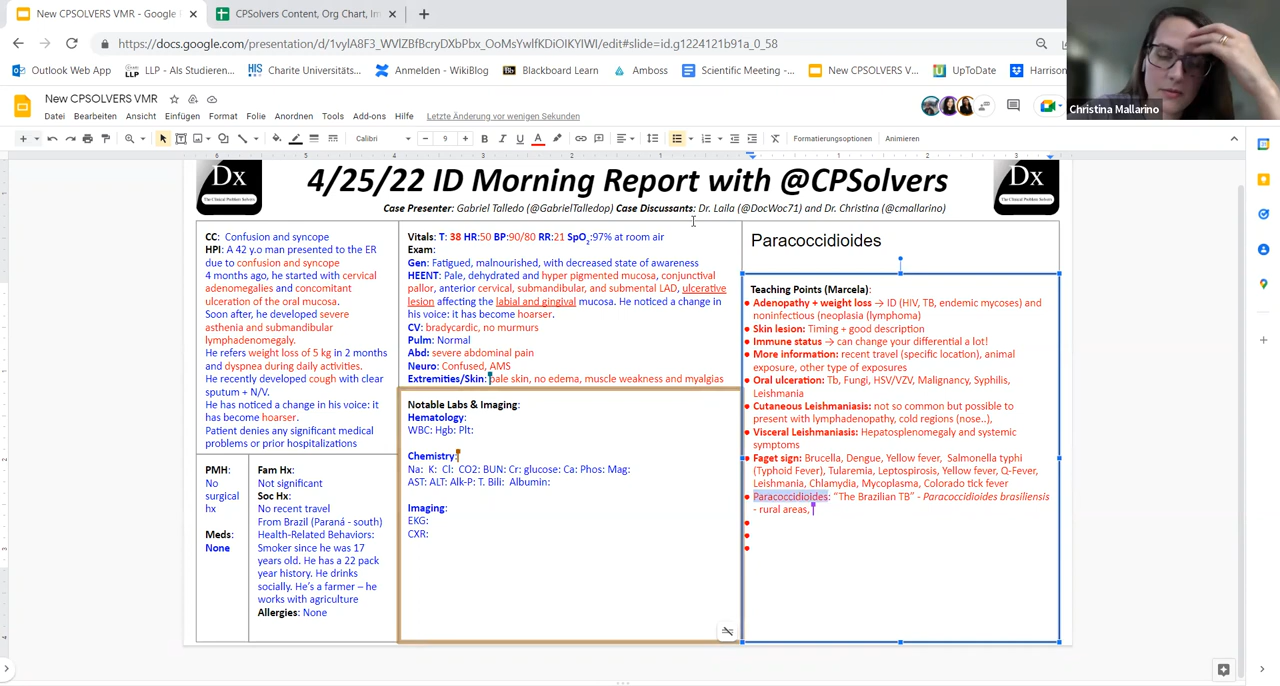 New CPSOLVERS VMR - Google
CPSolvers Content, Org Chart, Im
https://docs.google.com/presentation/d/1vylA8F3_WVlZBfBcryDXbPbx_OoMsYwlfKDiOIKYIWI/edit#slide=id.g1224121b91a_0_58
Outlook Web App
LLP - Als Studieren...
Charite Universitäts...
Anmelden - WikiBlog
Blackboard Learn
Amboss
Scientific Meeting -...
New CPSOLVERS V...
UpToDate
Harrison
Christina Mallarino
New CPSOLVERS VMR
Datei Bearbeiten Ansicht Einfügen Format Folie Anordnen Tools Add-ons Hilfe Letzte Änderung vor wenigen Sekunden
Calibri
9
Formatierungsoptionen
Animieren
Dx
The Clinical Problem Solvers
4/25/22 ID Morning Report with @CPSolvers
Case Presenter: Gabriel Talledo (@GabrielTalledop) Case Discussants: Dr. Laila (@DocWoc71) and Dr. Christina (@cmallarino)
Dx
The Clinical Problem Solvers
CC: Confusion and syncope
HPI: A 42 y.o man presented to the ER
due to confusion and syncope
4 months ago, he started with cervical
adenomegalies and concomitant
ulceration of the oral mucosa.
Soon after, he developed severe
asthenia and submandibular
lymphadenomegaly.
He refers weight loss of 5 kg in 2 months
and dyspnea during daily activities.
He recently developed cough with clear
sputum + N/V.
He has noticed a change in his voice: it
has become hoarser.
Patient denies any significant medical
problems or prior hospitalizations
PMH:
No
surgical
hx
Meds:
None
Fam Hx:
Not significant
Soc Hx:
No recent travel
From Brazil (Paraná - south)
Health-Related Behaviors:
Smoker since he was 17
years old. He has a 22 pack
year history. He drinks
socially. He's a farmer – he
works with agriculture
Allergies: None
Vitals: T: 38 HR:50 BP:90/80 RR:21 SpO2:97% at room air
Exam:
Gen: Fatigued, malnourished, with decreased state of awareness
HEENT: Pale, dehydrated and hyper pigmented mucosa, conjunctival
pallor, anterior cervical, submandibular, and submental LAD, ulcerative
lesion affecting the labial and gingival mucosa. He noticed a change in
his voice: it has become hoarser.
CV: bradycardic, no murmurs
Pulm: Normal
Abd: severe abdominal pain
Neuro: Confused, AMS
Extremities/Skin: pale skin, no edema, muscle weakness and myalgias
Notable Labs & Imaging:
Hematology:
WBC: Hgb: Plt:
Chemistry:
Na: K: Cl: CO2: BUN: Cr: glucose: Ca: Phos: Mag:
AST: ALT: Alk-P: T. Bili: Albumin:
Imaging:
EKG:
CXR:
Paracoccidioides
Teaching Points (Marcela):
Adenopathy + weight loss → ID (HIV, TB, endemic mycoses) and
noninfectious (neoplasia (lymphoma)
Skin lesion: Timing + good description
Immune status → can change your differential a lot!
More information: recent travel (specific location), animal
exposure, other type of exposures
Oral ulceration: Tb, Fungi, HSV/VZV, Malignancy, Syphilis,
Leishmania
Cutaneous Leishmaniasis: not so common but possible to
present with lymphadenopathy, cold regions (nose..),
Visceral Leishmaniasis: Hepatosplenomegaly and systemic
symptoms
Faget sign: Brucella, Dengue, Yellow fever, Salmonella typhi
(Typhoid Fever), Tularemia, Leptospirosis, Yellow fever, Q-Fever,
Leishmania, Chlamydia, Mycoplasma, Colorado tick fever
Paracoccidioides: “The Brazilian TB” - Paracoccidioides brasiliensis
- rural areas,